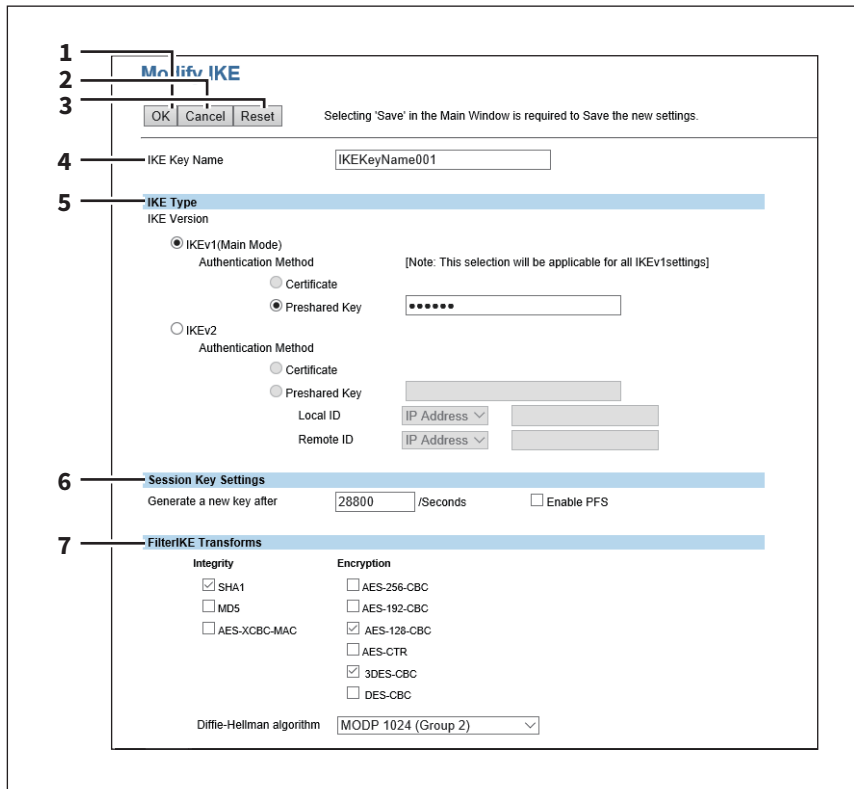 1
Modify IKE
2
3
OK Cancel Reset Selecting 'Save' in the Main Window is required to Save the new settings.
4 IKE Key Name IKEKeyName001
5 IKE Type
IKE Version
IKEv1(Main Mode)
Authentication Method [Note: This selection will be applicable for all IKEv1settings]
Certificate
Preshared Key ●●●●●●
IKEv2
Authentication Method
Certificate
Preshared Key
Local ID IP Address
Remote ID IP Address
6 Session Key Settings
Generate a new key after 28800 /Seconds Enable PFS
7 FilterIKE Transforms
Integrity Encryption
SHA1 AES-256-CBC
MD5 AES-192-CBC
AES-XCBC-MAC AES-128-CBC
AES-CTR
3DES-CBC
DES-CBC
Diffie-Hellman algorithm MODP 1024 (Group 2)